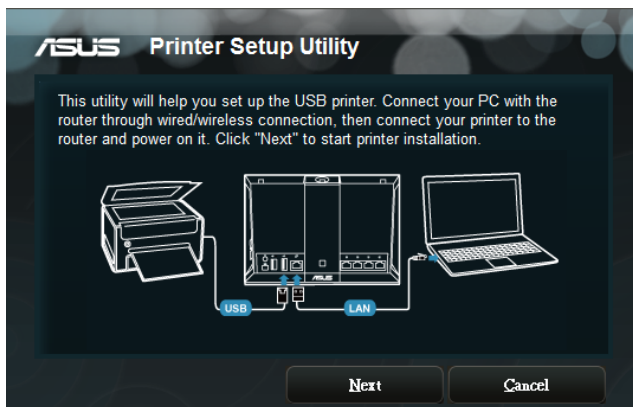 ASUS Printer Setup Utility
This utility will help you set up the USB printer. Connect your PC with the
router through wired/wireless connection, then connect your printer to the
router and power on it. Click "Next" to start printer installation.
ASUS
USB
LAN
Next
Cancel